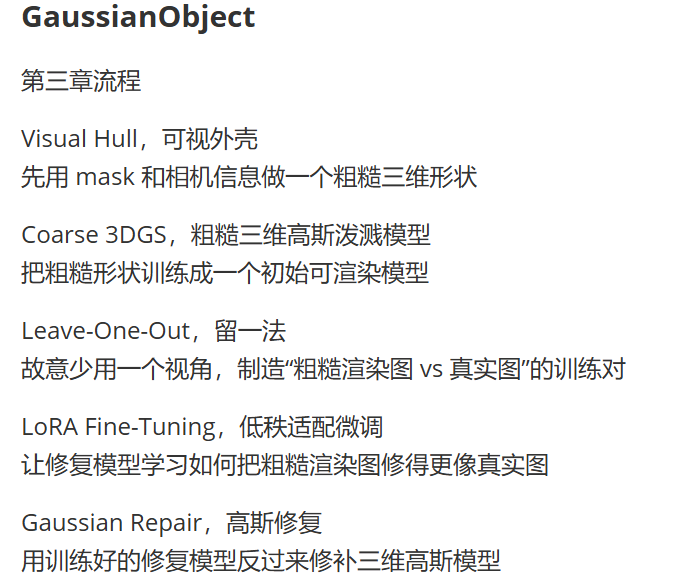 GaussianObject
第三章流程
Visual Hull，可视外壳
先用 mask 和相机信息做一个粗糙三维形状
Coarse 3DGS，粗糙三维高斯泼溅模型
把粗糙形状训练成一个初始可渲染模型
Leave-One-Out，留一法
故意少用一个视角，制造“粗糙渲染图 vs 真实图”的训练对
LoRA Fine-Tuning，低秩适配微调
让修复模型学习如何把粗糙渲染图修得更像真实图
Gaussian Repair，高斯修复
用训练好的修复模型反过来修补三维高斯模型